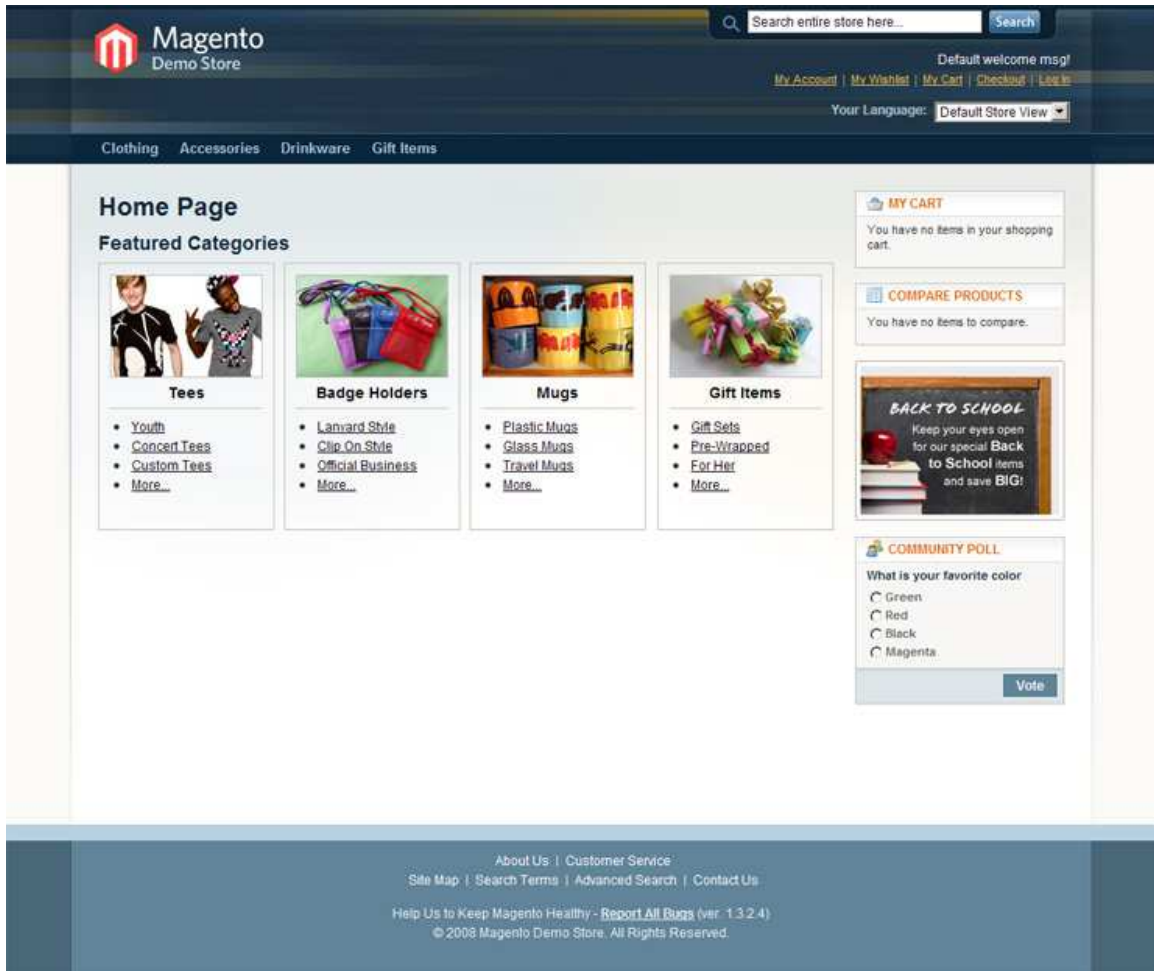 Magento
Demo Store
Search entire store here...
Search
Default welcome msg!
My Account | My Wishlist | My Cart | Checkout | Log In
Your Language: Default Store View
Clothing Accessories Drinkware Gift Items
Home Page
Featured Categories
Tees
Youth
Concert Tees
Custom Tees
More...
Badge Holders
Lanyard Style
Clip On Style
Official Business
More...
Mugs
Plastic Mugs
Glass Mugs
Travel Mugs
More...
Gift Items
Gift Sets
Pre-Wrapped
For Her
More...
MY CART
You have no items in your shopping
cart.
COMPARE PRODUCTS
You have no items to compare.
BACK TO SCHOOL
Keep your eyes open
for our special Back
to School items
and save BIG!
COMMUNITY POLL
What is your favorite color
Green
Red
Black
Magenta
Vote
About Us | Customer Service
Site Map | Search Terms | Advanced Search | Contact Us
Help Us to Keep Magento Healthy - Report All Bugs (ver. 1.3.2.4)
© 2008 Magento Demo Store. All Rights Reserved.